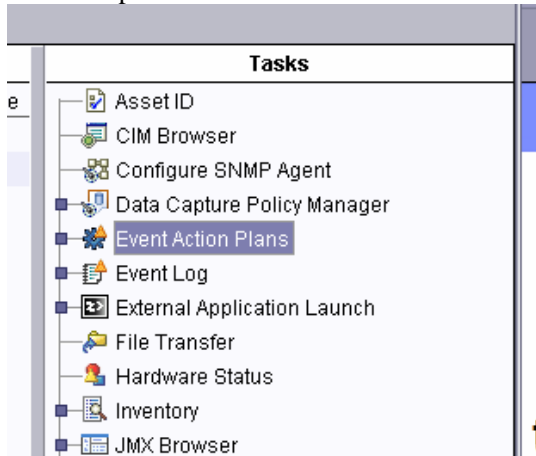 Tasks
e
Asset ID
CIM Browser
Configure SNMP Agent
Data Capture Policy Manager
Event Action Plans
Event Log
External Application Launch
File Transfer
Hardware Status
Inventory
JMX Browser